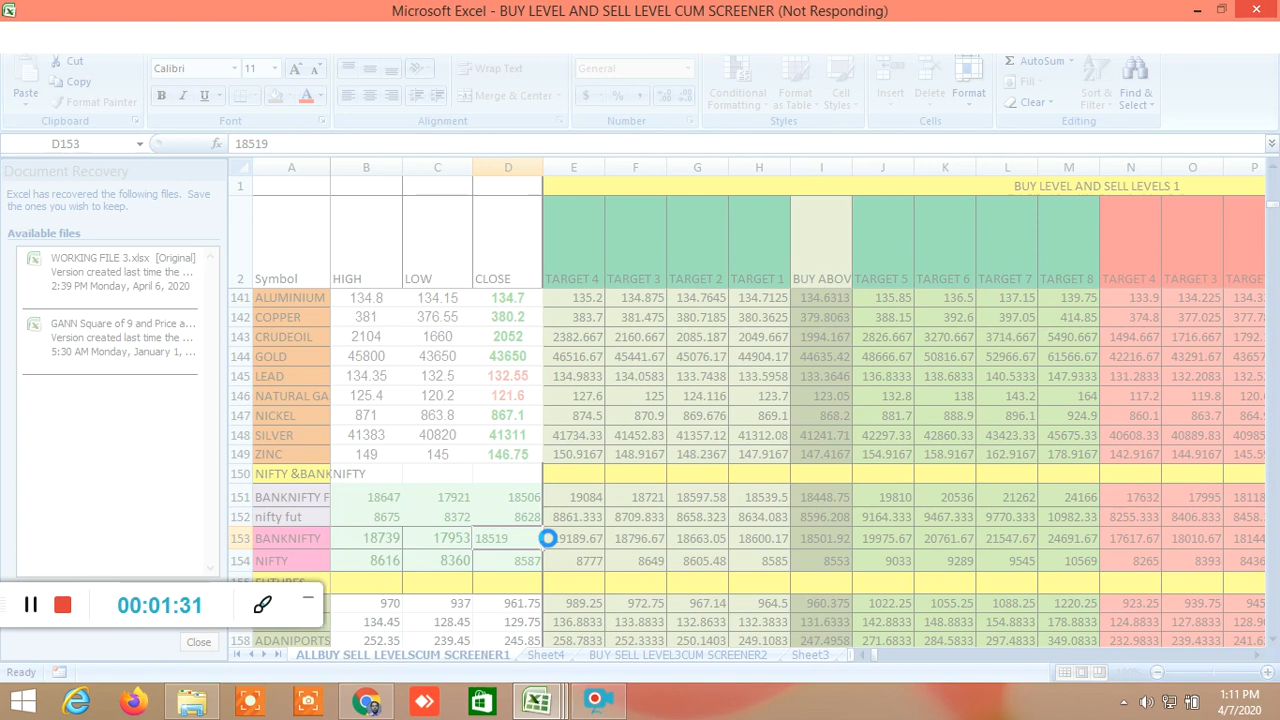 Microsoft Excel - BUY LEVEL AND SELL LEVEL CUM SCREENER (Not Responding)
Cut
Copy
Format Painter
Paste
Calibri 11
B I U
Wrap Text
Merge & Center
General
$ % ,
Conditional Formatting
Format as Table
Cell Styles
Insert
Delete
Format
AutoSum
Fill
Clear
Sort & Filter
Find & Select
Clipboard Font Alignment Number Styles Cells Editing
D153 fx 18519
Document Recovery
Excel has recovered the following files. Save
the ones you wish to keep.
Available files
WORKING FILE 3.xlsx [Original]
Version created last time the ...
2:39 PM Monday, April 6, 2020
GANN Square of 9 and Price a...
Version created last time the ...
5:30 AM Monday, January 1, ...
Close
A B C D E F G H I J K L M N O P
1 BUY LEVEL AND SELL LEVELS 1
2 Symbol HIGH LOW CLOSE TARGET 4 TARGET 3 TARGET 2 TARGET 1 BUY ABOV TARGET 5 TARGET 6 TARGET 7 TARGET 8 TARGET 4 TARGET 3 TARGE
141 ALUMINIUM 134.8 134.15 134.7 135.2 134.875 134.7645 134.7125 134.6313 135.85 136.5 137.15 139.75 133.9 134.225 134.3
142 COPPER 381 376.55 380.2 383.7 381.475 380.7185 380.3625 379.8063 388.15 392.6 397.05 414.85 374.8 377.025 377.7
143 CRUDEOIL 2104 1660 2052 2382.667 2160.667 2085.187 2049.667 1994.167 2826.667 3270.667 3714.667 5490.667 1494.667 1716.667 1792.
144 GOLD 45800 43650 43650 46516.67 45441.67 45076.17 44904.17 44635.42 48666.67 50816.67 52966.67 61566.67 42216.67 43291.67 43657
145 LEAD 134.35 132.5 132.55 134.9833 134.0583 133.7438 133.5958 133.3646 136.8333 138.6833 140.5333 147.9333 131.2833 132.2083 132.5
146 NATURAL GA 125.4 120.2 121.6 127.6 125 124.116 123.7 123.05 132.8 138 143.2 164 117.2 119.8 120.
147 NICKEL 871 863.8 867.1 874.5 870.9 869.676 869.1 868.2 881.7 888.9 896.1 924.9 860.1 863.7 864.
148 SILVER 41383 40820 41311 41734.33 41452.83 41357.12 41312.08 41241.71 42297.33 42860.33 43423.33 45675.33 40608.33 40889.83 40985
149 ZINC 149 145 146.75 150.9167 148.9167 148.2367 147.9167 147.4167 154.9167 158.9167 162.9167 178.9167 142.9167 144.9167 145.5
150 NIFTY &BANKNIFTY
151 BANKNIFTY F 18647 17921 18506 19084 18721 18597.58 18539.5 18448.75 19810 20536 21262 24166 17632 17995 18118
152 nifty fut 8675 8372 8628 8861.333 8709.833 8658.323 8634.083 8596.208 9164.333 9467.333 9770.333 10982.33 8255.333 8406.833 8458.
153 BANKNIFTY 18739 17953 18519 19189.67 18796.67 18663.05 18600.17 18501.92 19975.67 20761.67 21547.67 24691.67 17617.67 18010.67 18144
154 NIFTY 8616 8360 8587 8777 8649 8605.48 8585 8553 9033 9289 9545 10569 8265 8393 8436
155 FUTURES
970 937 961.75 989.25 972.75 967.14 964.5 960.375 1022.25 1055.25 1088.25 1220.25 923.25 939.75 945
134.45 128.45 129.75 136.8833 133.8833 132.8633 132.3833 131.6333 142.8833 148.8833 154.8833 178.8833 124.8833 127.8833 128.9
158 ADANIPORTS 252.35 239.45 245.85 258.7833 252.3333 250.1403 249.1083 247.4958 271.6833 284.5833 297.4833 349.0833 232.9833 239.4333 241.6
00:01:31
ALLBUY SELL LEVELSCUM SCREENER1 Sheet4 BUY SELL LEVEL3CUM SCREENER2 Sheet3
Ready 100%
1:11 PM
4/7/2020